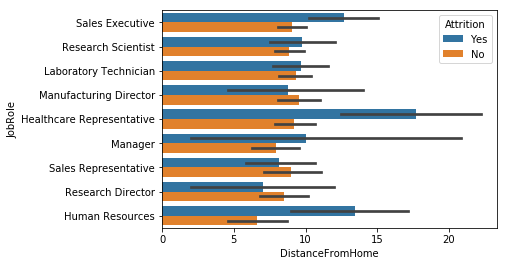 Sales Executive
Research Scientist
Laboratory Technician
Manufacturing Director
Healthcare Representative
Manager
Sales Representative
Research Director
Human Resources
JobRole
Attrition
Yes
No
0 5 10 15 20
DistanceFromHome